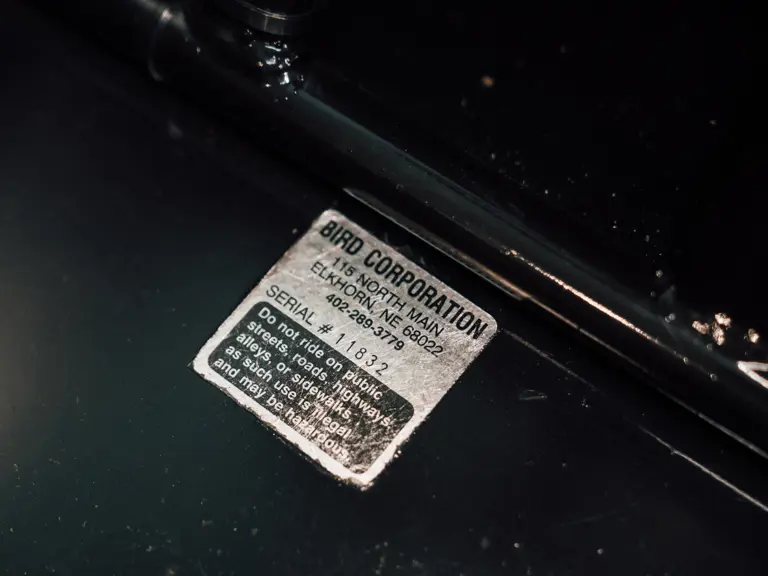 BIRD CORPORATION
115 NORTH MAIN
ELKHORN, NE 68022
402-289-3779
SERIAL # 11832
Do not ride on public
streets, roads, highways,
alleys, or sidewalks,
as such use is illegal
and may be hazardous.